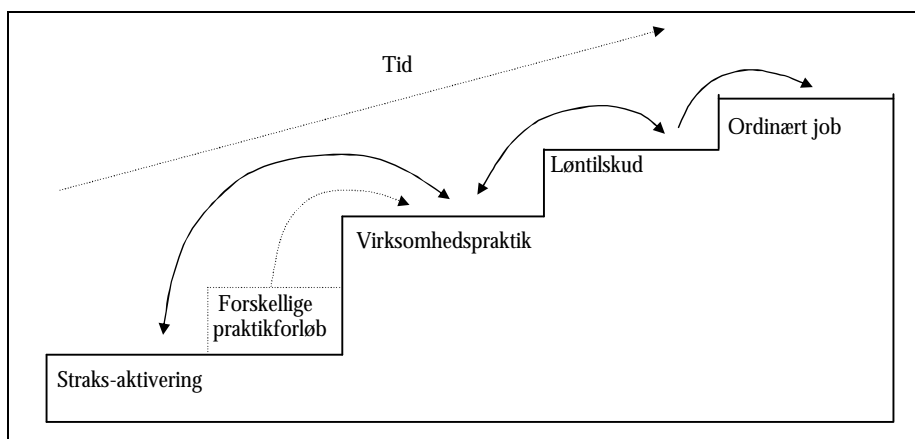 Tid
Ordinært job
Løntilskud
Virksomhedspraktik
Forskellige
praktikforløb
Straks-aktivering